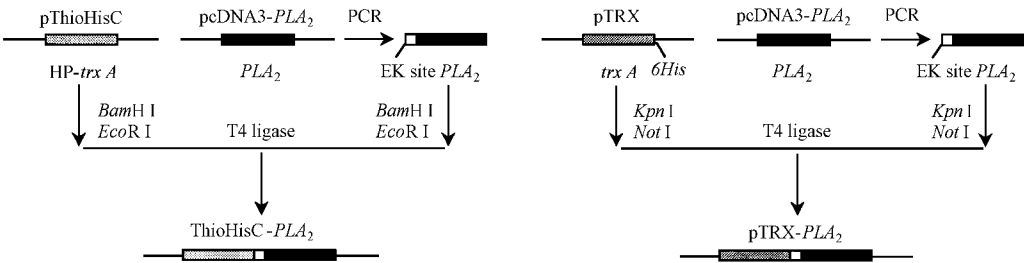 pThioHisC pcDNA3-PLA₂ PCR
HP-trx A PLA₂ EK site PLA₂
BamH I BamH I
EcoR I T4 ligase EcoR I
ThioHisC-PLA₂
pTRX pcDNA3-PLA₂ PCR
trx A 6His PLA₂ EK site PLA₂
Kpn I Kpn I
Not I T4 ligase Not I
pTRX-PLA₂